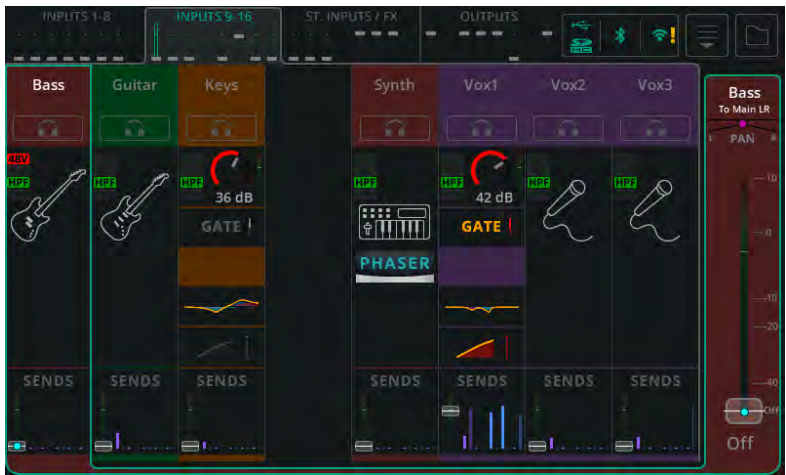 INPUTS 1-8
INPUTS 9-16
ST. INPUTS / FX
OUTPUTS
Bass
Guitar
Keys
Synth
Vox1
Vox2
Vox3
Bass
To Main LR
L PAN R
48V
HPF
HPF
HPF
HPF
HPF
HPF
HPF
36 dB
42 dB
GATE
GATE
PHASER
10
0
10
20
40
Off
SENDS
SENDS
SENDS
SENDS
SENDS
SENDS
SENDS
Off